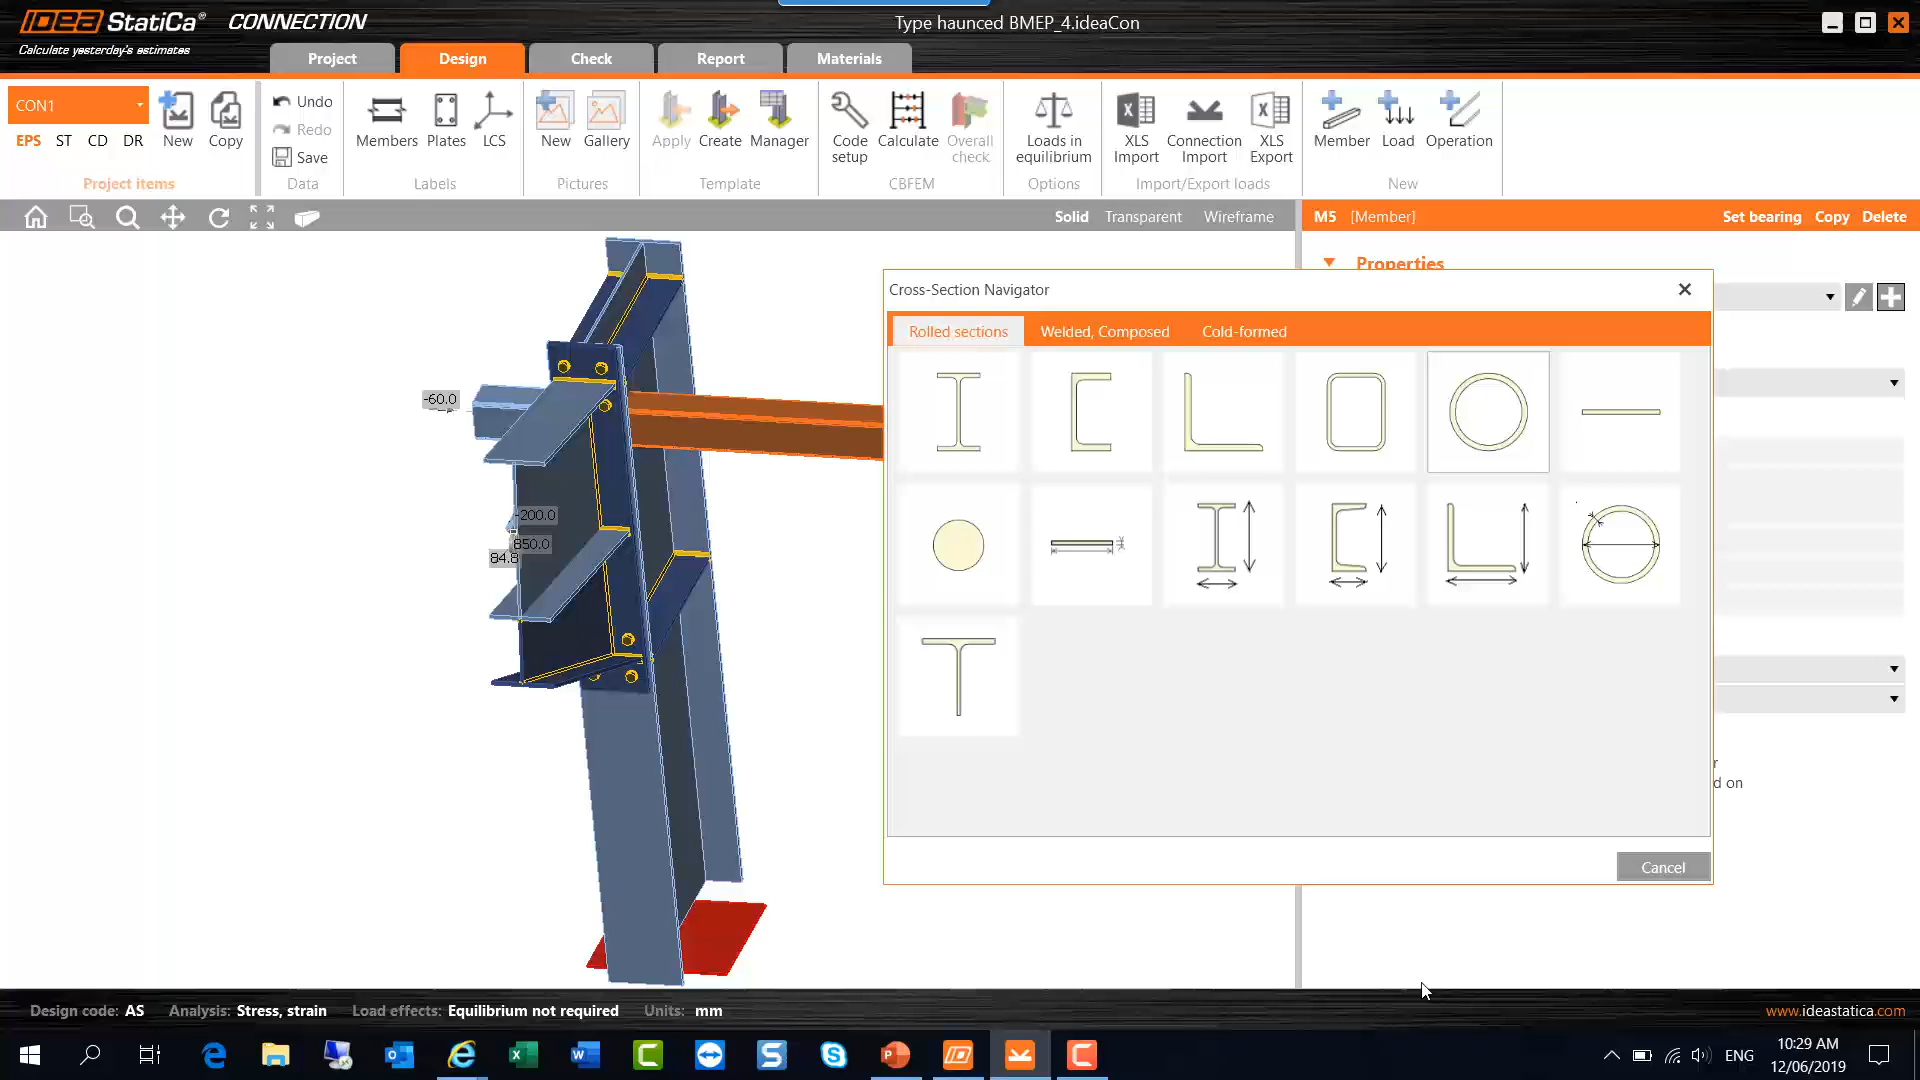 IDEA StatiCa® CONNECTION
Calculate yesterday's estimates
Type haunced BMEP_4.ideaCon
Project
Design
Check
Report
Materials
CON1
EPS ST CD DR
New
Copy
Project items
Undo
Redo
Save
Data
Members
Plates
LCS
Labels
New
Gallery
Pictures
Apply
Create
Manager
Template
Code setup
Calculate
Overall check
CBFEM
Loads in equilibrium
Options
XLS Import
Connection Import
XLS Export
Import/Export loads
Member
Load
Operation
New
Solid
Transparent
Wireframe
M5 [Member]
Set bearing
Copy
Delete
Properties
Cross-Section Navigator
Rolled sections
Welded, Composed
Cold-formed
-60.0
-200.0
850.0
84.8
r
d on
Cancel
Design code: AS
Analysis: Stress, strain
Load effects: Equilibrium not required
Units: mm
www.ideastatica.com
ENG
10:29 AM
12/06/2019